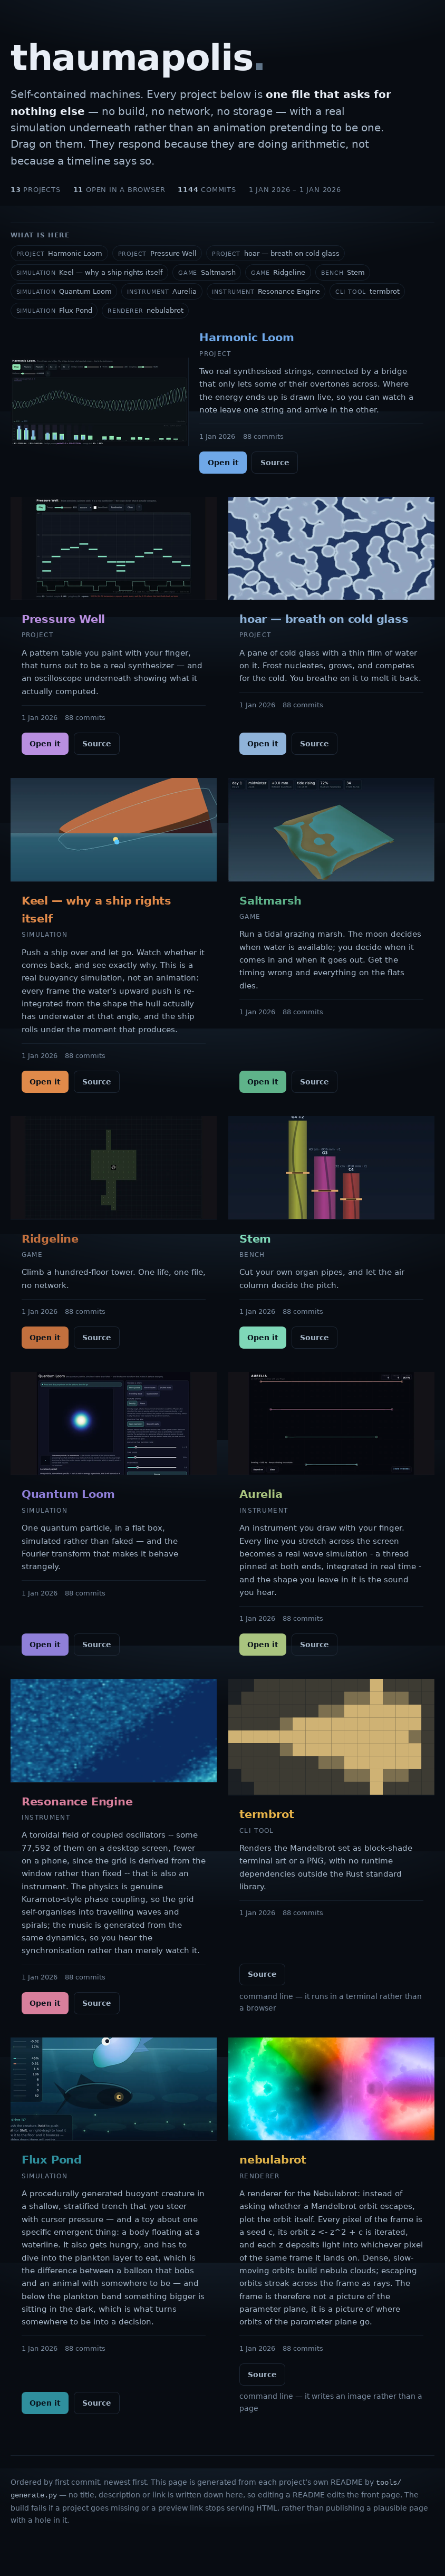 thaumapolis.
Self-contained machines. Every project below is one file that asks for
nothing else — no build, no network, no storage — with a real
simulation underneath rather than an animation pretending to be one.
Drag on them. They respond because they are doing arithmetic, not
because a timeline says so.
13 PROJECTS 11 OPEN IN A BROWSER 1144 COMMITS 1 JAN 2026 – 1 JAN 2026
WHAT IS HERE
PROJECT Harmonic Loom PROJECT Pressure Well PROJECT hoar — breath on cold glass
SIMULATION Keel — why a ship rights itself GAME Saltmarsh GAME Ridgeline BENCH Stem
SIMULATION Quantum Loom INSTRUMENT Aurelia INSTRUMENT Resonance Engine CLI TOOL termbrot
SIMULATION Flux Pond RENDERER nebulabrot
Harmonic Loom
PROJECT
Two real synthesised strings, connected by a bridge
that only lets some of their overtones across. Where
the energy ends up is drawn live, so you can watch a
note leave one string and arrive in the other.
1 Jan 2026 88 commits
Open it Source
Pressure Well
PROJECT
A pattern table you paint with your finger,
that turns out to be a real synthesizer — and
an oscilloscope underneath showing what it
actually computed.
1 Jan 2026 88 commits
Open it Source
hoar — breath on cold glass
PROJECT
A pane of cold glass with a thin film of water
on it. Frost nucleates, grows, and competes
for the cold. You breathe on it to melt it back.
1 Jan 2026 88 commits
Open it Source
Keel — why a ship rights
itself
SIMULATION
Push a ship over and let go. Watch whether it
comes back, and see exactly why. This is a
real buoyancy simulation, not an animation:
every frame the water's upward push is re-
integrated from the shape the hull actually
has underwater at that angle, and the ship
rolls under the moment that produces.
1 Jan 2026 88 commits
Open it Source
Saltmarsh
GAME
Run a tidal grazing marsh. The moon decides
when water is available; you decide when it
comes in and when it goes out. Get the
timing wrong and everything on the flats
dies.
1 Jan 2026 88 commits
Open it Source
Ridgeline
GAME
Climb a hundred-floor tower. One life, one file,
no network.
1 Jan 2026 88 commits
Open it Source
Stem
BENCH
Cut your own organ pipes, and let the air
column decide the pitch.
1 Jan 2026 88 commits
Open it Source
Quantum Loom
SIMULATION
One quantum particle, in a flat box,
simulated rather than faked — and the
Fourier transform that makes it behave
strangely.
1 Jan 2026 88 commits
Open it Source
AURELIA
Aurelia
INSTRUMENT
An instrument you draw with your finger.
Every line you stretch across the screen
becomes a real wave simulation - a thread
pinned at both ends, integrated in real time -
and the shape you leave in it is the sound
you hear.
1 Jan 2026 88 commits
Open it Source
Resonance Engine
INSTRUMENT
A toroidal field of coupled oscillators -- some
77,592 of them on a desktop screen, fewer
on a phone, since the grid is derived from the
window rather than fixed -- that is also an
instrument. The physics is genuine
Kuramoto-style phase coupling, so the grid
self-organises into travelling waves and
spirals; the music is generated from the
same dynamics, so you hear the
synchronisation rather than merely watch it.
1 Jan 2026 88 commits
Open it Source
termbrot
CLI TOOL
Renders the Mandelbrot set as block-shade
terminal art or a PNG, with no runtime
dependencies outside the Rust standard
library.
1 Jan 2026 88 commits
Source
command line — it runs in a terminal rather than
a browser
Flux Pond
SIMULATION
A procedurally generated buoyant creature in
a shallow, stratified trench that you steer
with cursor pressure — and a toy about one
specific emergent thing: a body floating at a
waterline. It also gets hungry, and has to
dive into the plankton layer to eat, which is
the difference between a balloon that bobs
and an animal with somewhere to be — and
below the plankton band something bigger is
sitting in the dark, which is what turns
somewhere to be into a decision.
1 Jan 2026 88 commits
Open it Source
nebulabrot
RENDERER
A renderer for the Nebulabrot: instead of
asking whether a Mandelbrot orbit escapes,
plot the orbit itself. Every pixel of the frame
is a seed c, its orbit z <- z^2 + c is iterated,
and each z deposits light into whichever pixel
of the same frame it lands on. Dense, slow-
moving orbits build nebula clouds; escaping
orbits streak across the frame as rays. The
frame is therefore not a picture of the
parameter plane, it is a picture of where
orbits of the parameter plane go.
1 Jan 2026 88 commits
Source
command line — it writes an image rather than a
page
Ordered by first commit, newest first. This page is generated from each project's own README by tools/
generate.py — no title, description or link is written down here, so editing a README edits the front page. The
build fails if a project goes missing or a preview link stops serving HTML, rather than publishing a plausible page
with a hole in it.